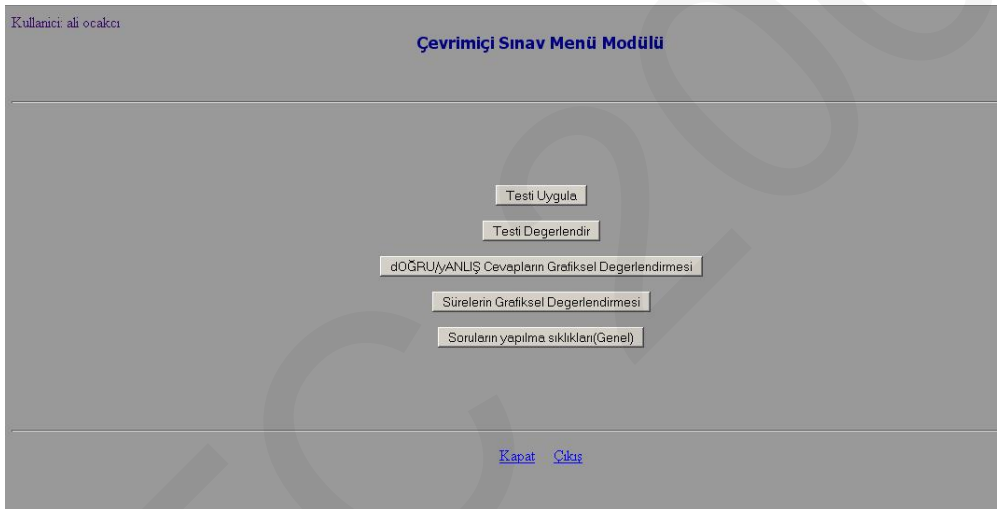 Kullanici: ali ocakcı
Çevrimiçi Sınav Menü Modülü
Testi Uygula
Testi Degerlendir
dOĞRU/yANLIŞ Cevapların Grafiksel Degerlendirmesi
Sürelerin Grafiksel Degerlendirmesi
Soruların yapılma sıklıkları(Genel)
Kapat Çıkış